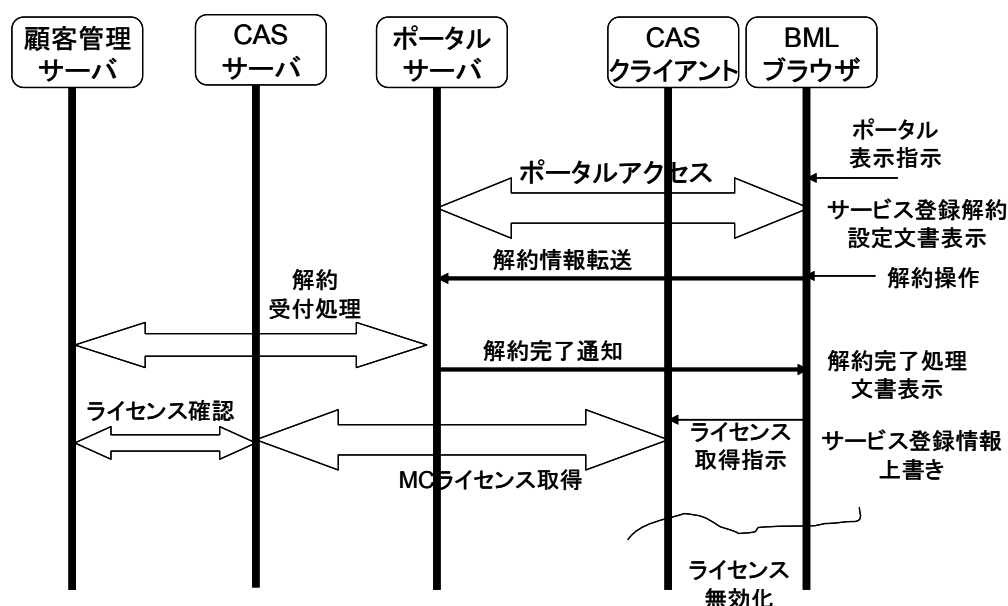 顧客管理
サーバ
CAS
サーバ
ポータル
サーバ
CAS
クライアント
BML
ブラウザ
ポータル
表示指示
ポータルアクセス
サービス登録解約
設定文書表示
解約情報転送
解約操作
解約
受付処理
解約完了通知
解約完了処理
文書表示
ライセンス確認
ライセンス
取得指示
サービス登録情報
上書き
MCライセンス取得
ライセンス
無効化